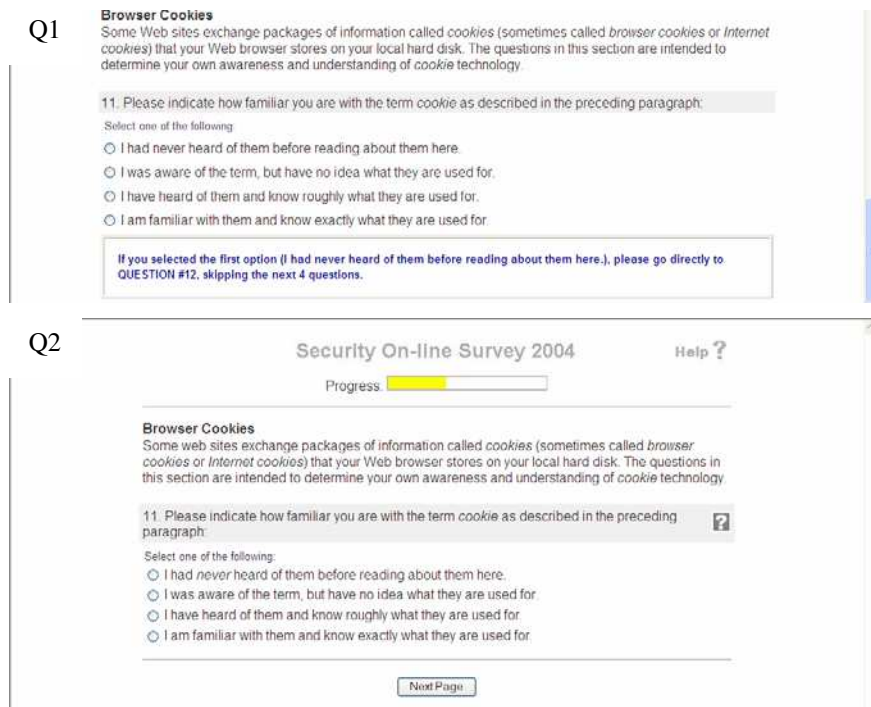 Q1
Browser Cookies
Some Web sites exchange packages of information called cookies (sometimes called browser cookies or Internet
cookies) that your Web browser stores on your local hard disk. The questions in this section are intended to
determine your own awareness and understanding of cookie technology.
11. Please indicate how familiar you are with the term cookie as described in the preceding paragraph:
Select one of the following
I had never heard of them before reading about them here.
I was aware of the term, but have no idea what they are used for.
I have heard of them and know roughly what they are used for.
I am familiar with them and know exactly what they are used for.
If you selected the first option (I had never heard of them before reading about them here.), please go directly to
QUESTION #12, skipping the next 4 questions.
Q2
Security On-line Survey 2004
Help ?
Progress:
Browser Cookies
Some web sites exchange packages of information called cookies (sometimes called browser
cookies or Internet cookies) that your Web browser stores on your local hard disk. The questions in
this section are intended to determine your own awareness and understanding of cookie technology.
11. Please indicate how familiar you are with the term cookie as described in the preceding
paragraph:
?
Select one of the following:
I had never heard of them before reading about them here.
I was aware of the term, but have no idea what they are used for.
I have heard of them and know roughly what they are used for
I am familiar with them and know exactly what they are used for
Next Page